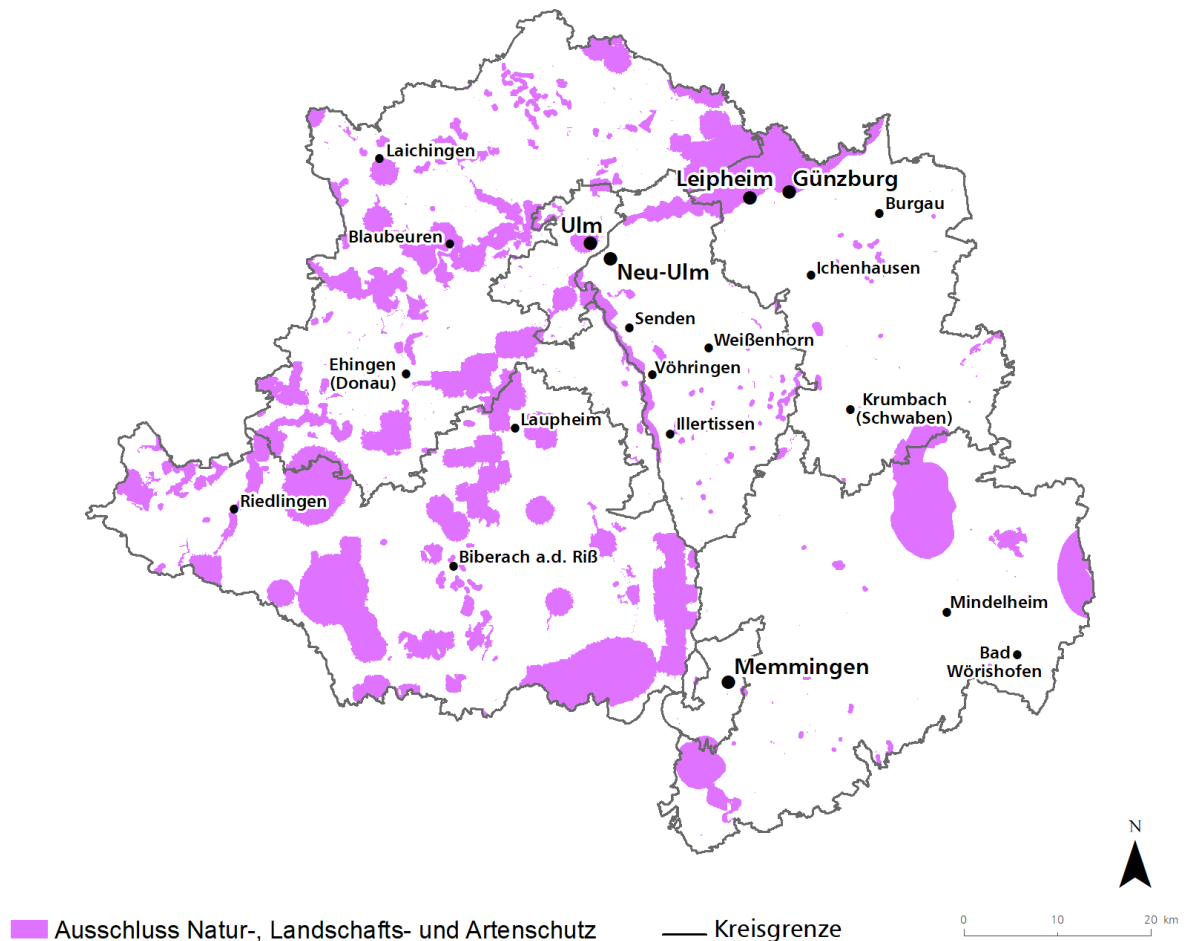 Laichingen
Leipheim
Günzburg
Burgau
Ulm
Blaubeuren
Neu-Ulm
Ichenhausen
Senden
Weißenhorn
Ehingen
(Donau)
Vöhringen
Krumbach
(Schwaben)
Laupheim
Illertissen
Riedlingen
Biberach a.d. Riß
Mindelheim
Bad
Wörishofen
Memmingen
N
0 10 20 km
Ausschluss Natur-, Landschafts- und Artenschutz
Kreisgrenze